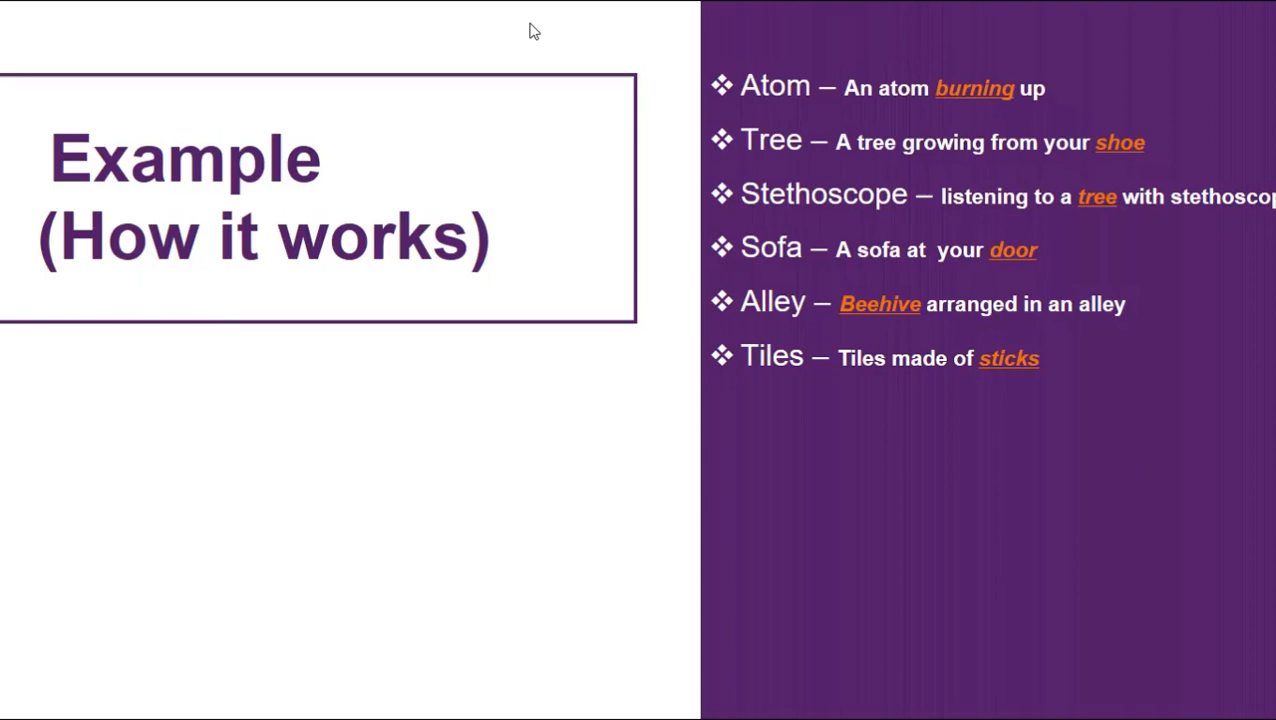 Example
(How it works)
❖ Atom – An atom burning up
❖ Tree – A tree growing from your shoe
❖ Stethoscope – listening to a tree with stethoscop
❖ Sofa – A sofa at your door
❖ Alley – Beehive arranged in an alley
❖ Tiles – Tiles made of sticks